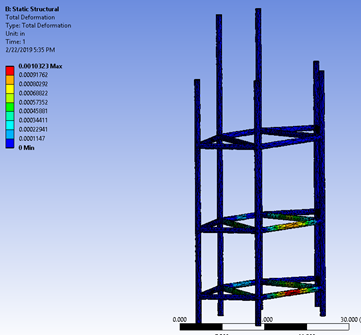 B: Static Structural
Total Deformation
Type: Total Deformation
Unit: in
Time: 1
2/22/2019 5:35 PM
0.0010323 Max
0.00091762
0.00080292
0.00068822
0.00057352
0.00045881
0.00034411
0.00022941
0.0001147
0 Min
0.000
30.000